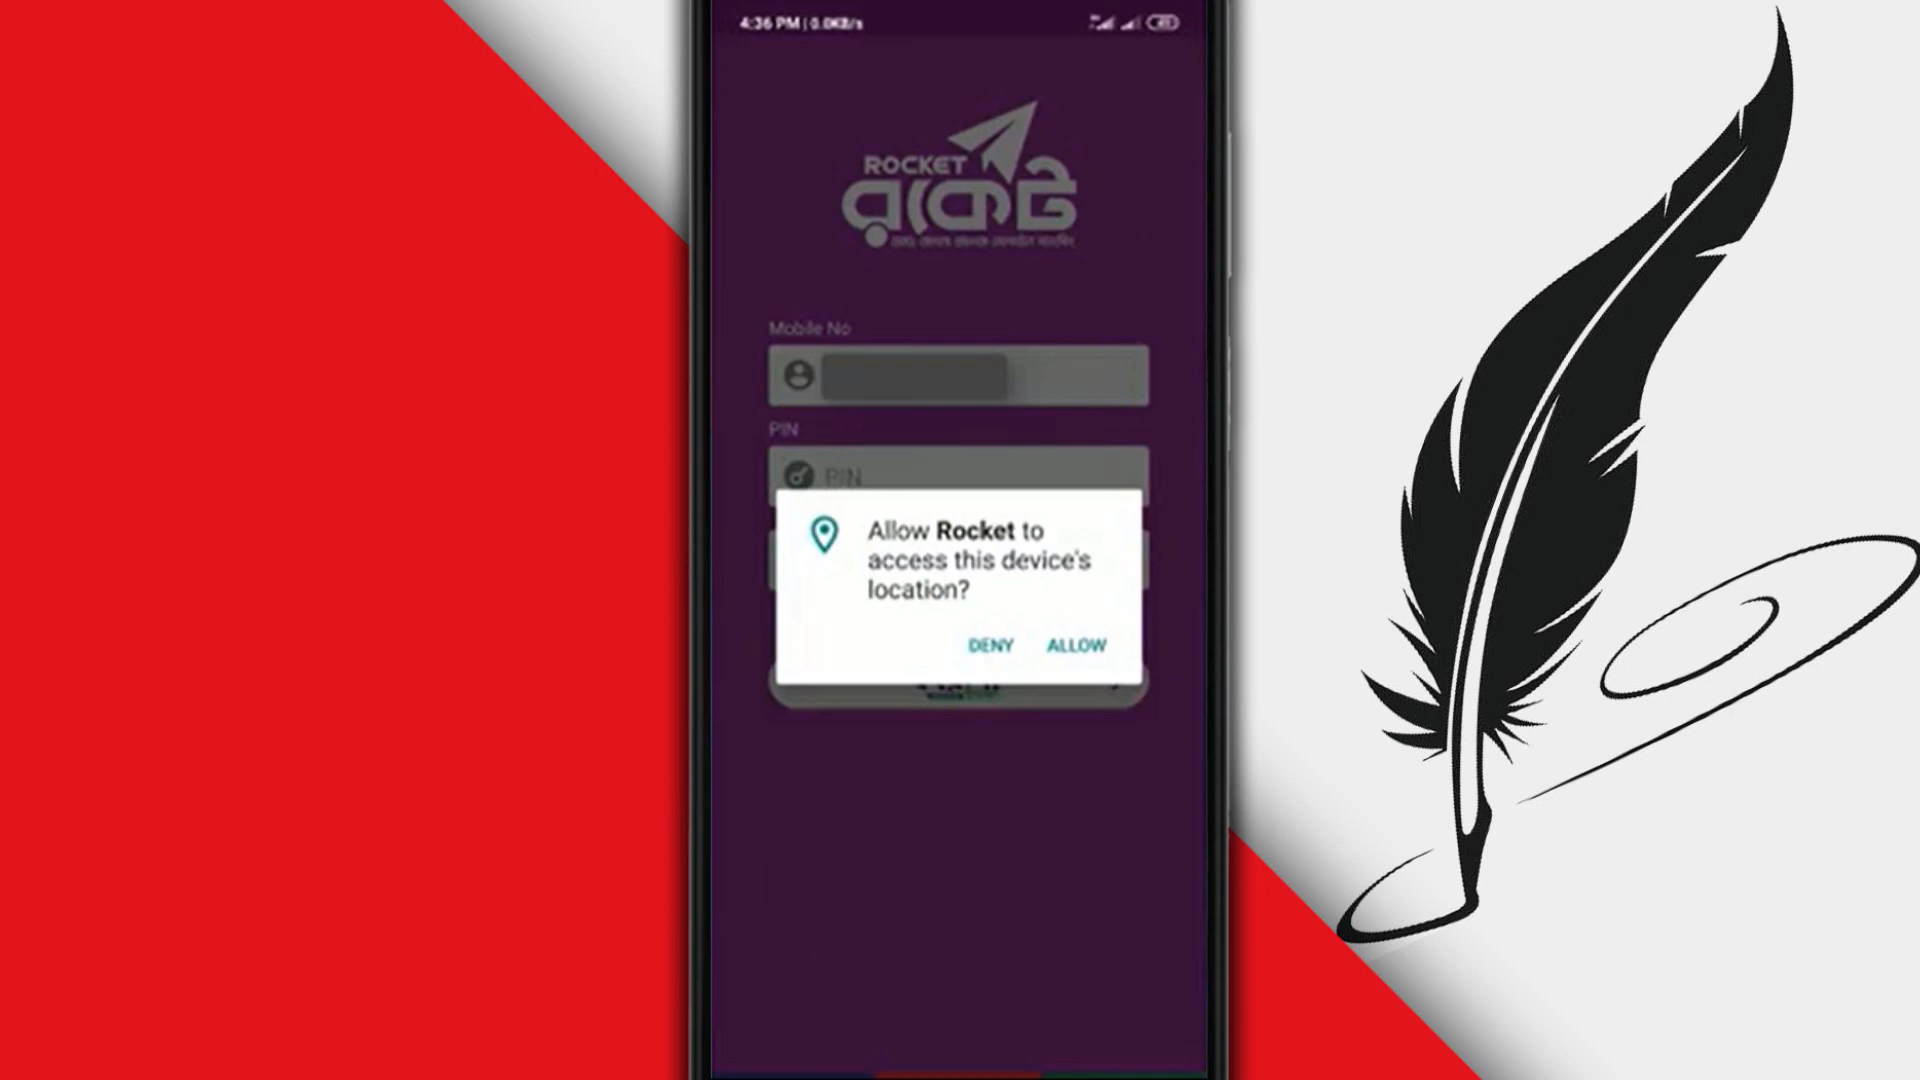 4:36 PM | 0.0KB/s
ROCKET
রকেট
Mobile No
PIN
PIN
Allow Rocket to
access this device's
location?
DENY ALLOW